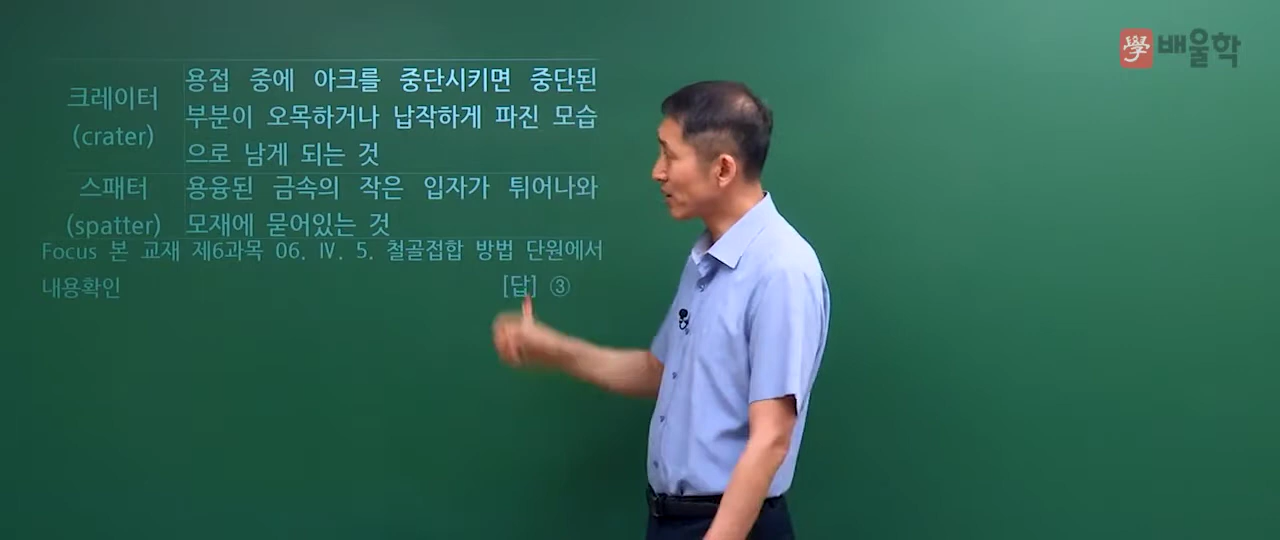 學 배울학
크레이터
(crater)
용접 중에 아크를 중단시키면 중단된
부분이 오목하거나 납작하게 파진 모습
으로 남게 되는 것
스패터
(spatter)
용융된 금속의 작은 입자가 튀어나와
모재에 묻어있는 것
Focus 본 교재 제6과목 06. Ⅳ. 5. 철골접합 방법 단원에서
내용확인 [답] ③